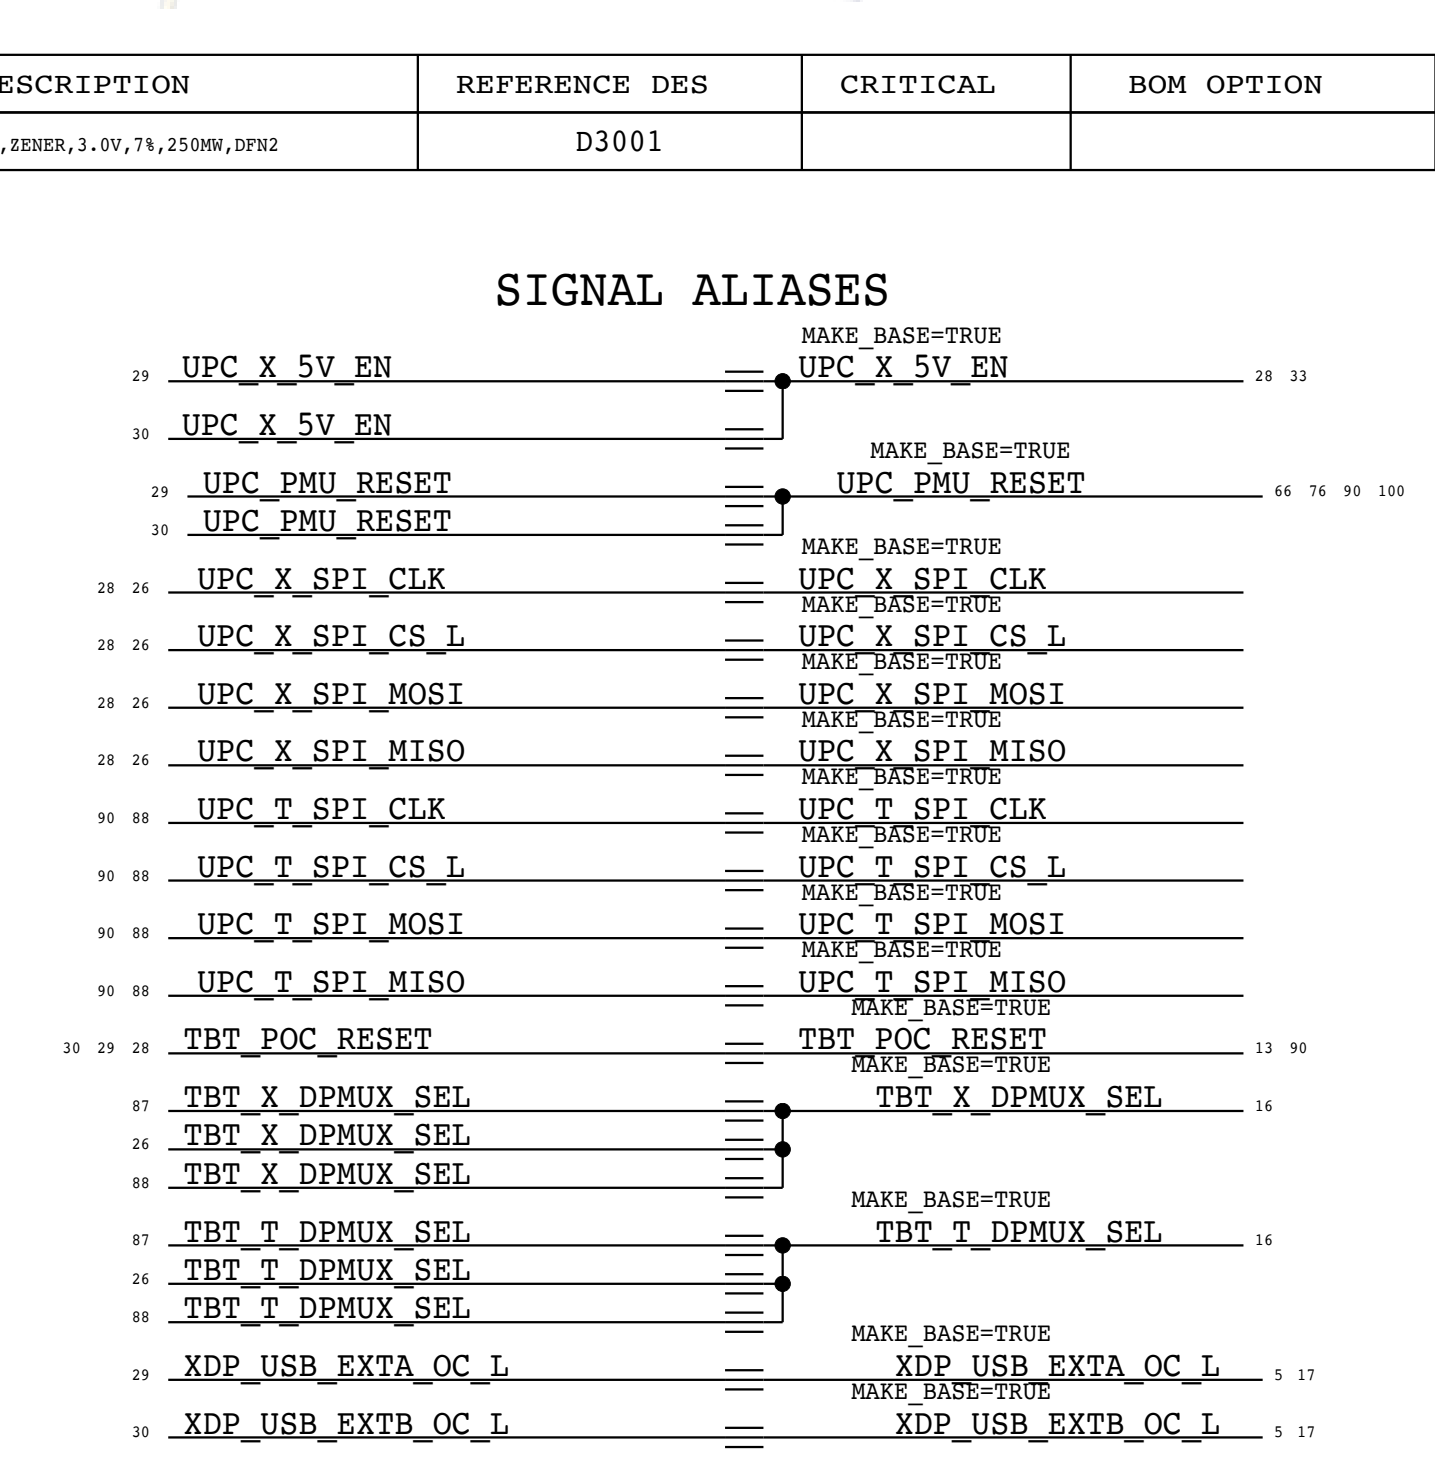 ESCRIPTION REFERENCE DES CRITICAL BOM OPTION
,ZENER,3.0V,7%,250MW,DFN2 D3001
SIGNAL ALIASES
MAKE_BASE=TRUE
29 UPC_X_5V_EN UPC_X_5V_EN 28 33
30 UPC_X_5V_EN
MAKE_BASE=TRUE
29 UPC_PMU_RESET UPC_PMU_RESET 66 76 90 100
30 UPC_PMU_RESET
MAKE_BASE=TRUE
28 26 UPC_X_SPI_CLK UPC_X_SPI_CLK
MAKE_BASE=TRUE
28 26 UPC_X_SPI_CS_L UPC_X_SPI_CS_L
MAKE_BASE=TRUE
28 26 UPC_X_SPI_MOSI UPC_X_SPI_MOSI
MAKE_BASE=TRUE
28 26 UPC_X_SPI_MISO UPC_X_SPI_MISO
MAKE_BASE=TRUE
90 88 UPC_T_SPI_CLK UPC_T_SPI_CLK
MAKE_BASE=TRUE
90 88 UPC_T_SPI_CS_L UPC_T_SPI_CS_L
MAKE_BASE=TRUE
90 88 UPC_T_SPI_MOSI UPC_T_SPI_MOSI
MAKE_BASE=TRUE
90 88 UPC_T_SPI_MISO UPC_T_SPI_MISO
MAKE_BASE=TRUE
30 29 28 TBT_POC_RESET TBT_POC_RESET 13 90
MAKE_BASE=TRUE
87 TBT_X_DPMUX_SEL TBT_X_DPMUX_SEL 16
26 TBT_X_DPMUX_SEL
88 TBT_X_DPMUX_SEL
MAKE_BASE=TRUE
87 TBT_T_DPMUX_SEL TBT_T_DPMUX_SEL 16
26 TBT_T_DPMUX_SEL
88 TBT_T_DPMUX_SEL
MAKE_BASE=TRUE
29 XDP_USB_EXTA_OC_L XDP_USB_EXTA_OC_L 5 17
MAKE_BASE=TRUE
30 XDP_USB_EXTB_OC_L XDP_USB_EXTB_OC_L 5 17